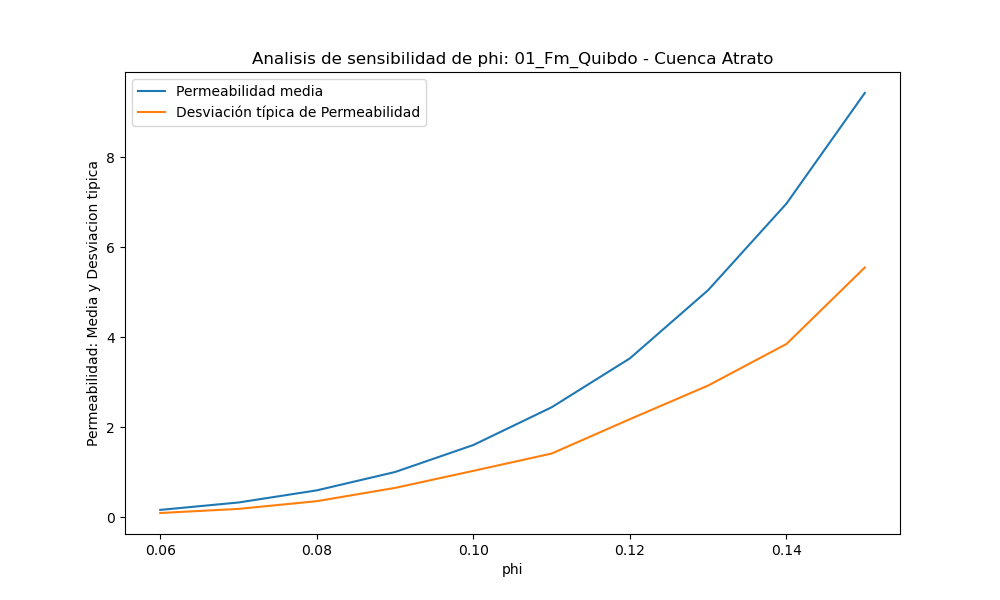 Analisis de sensibilidad de phi: 01_Fm_Quibdo - Cuenca Atrato
Permeabilidad media
Desviación típica de Permeabilidad
Permeabilidad: Media y Desviacion tipica
8
6
4
2
0
0.06 0.08 0.10 0.12 0.14
phi